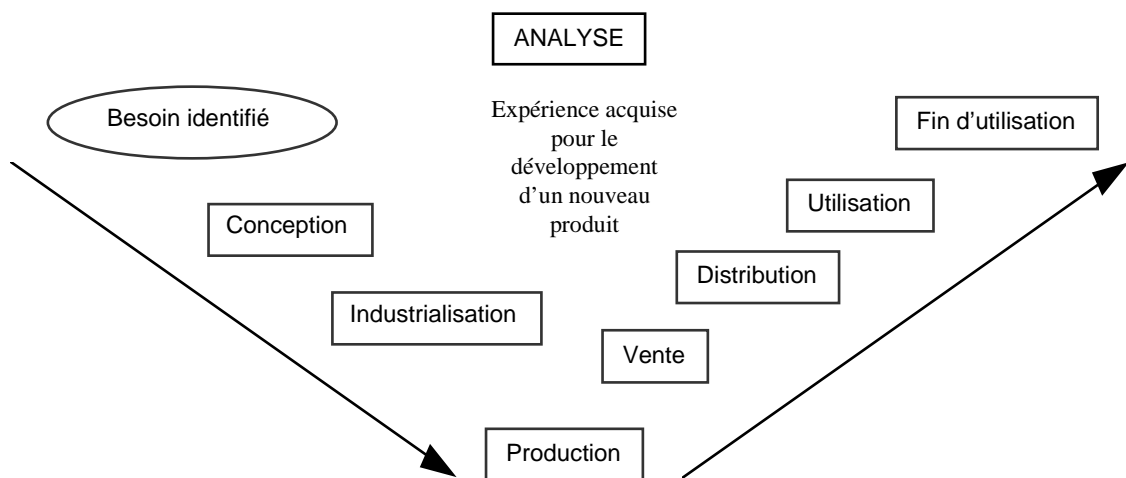 ANALYSE
Besoin identifié
Expérience acquise
pour le
développement
d’un nouveau
produit
Fin d’utilisation
Conception
Utilisation
Industrialisation
Distribution
Vente
Production